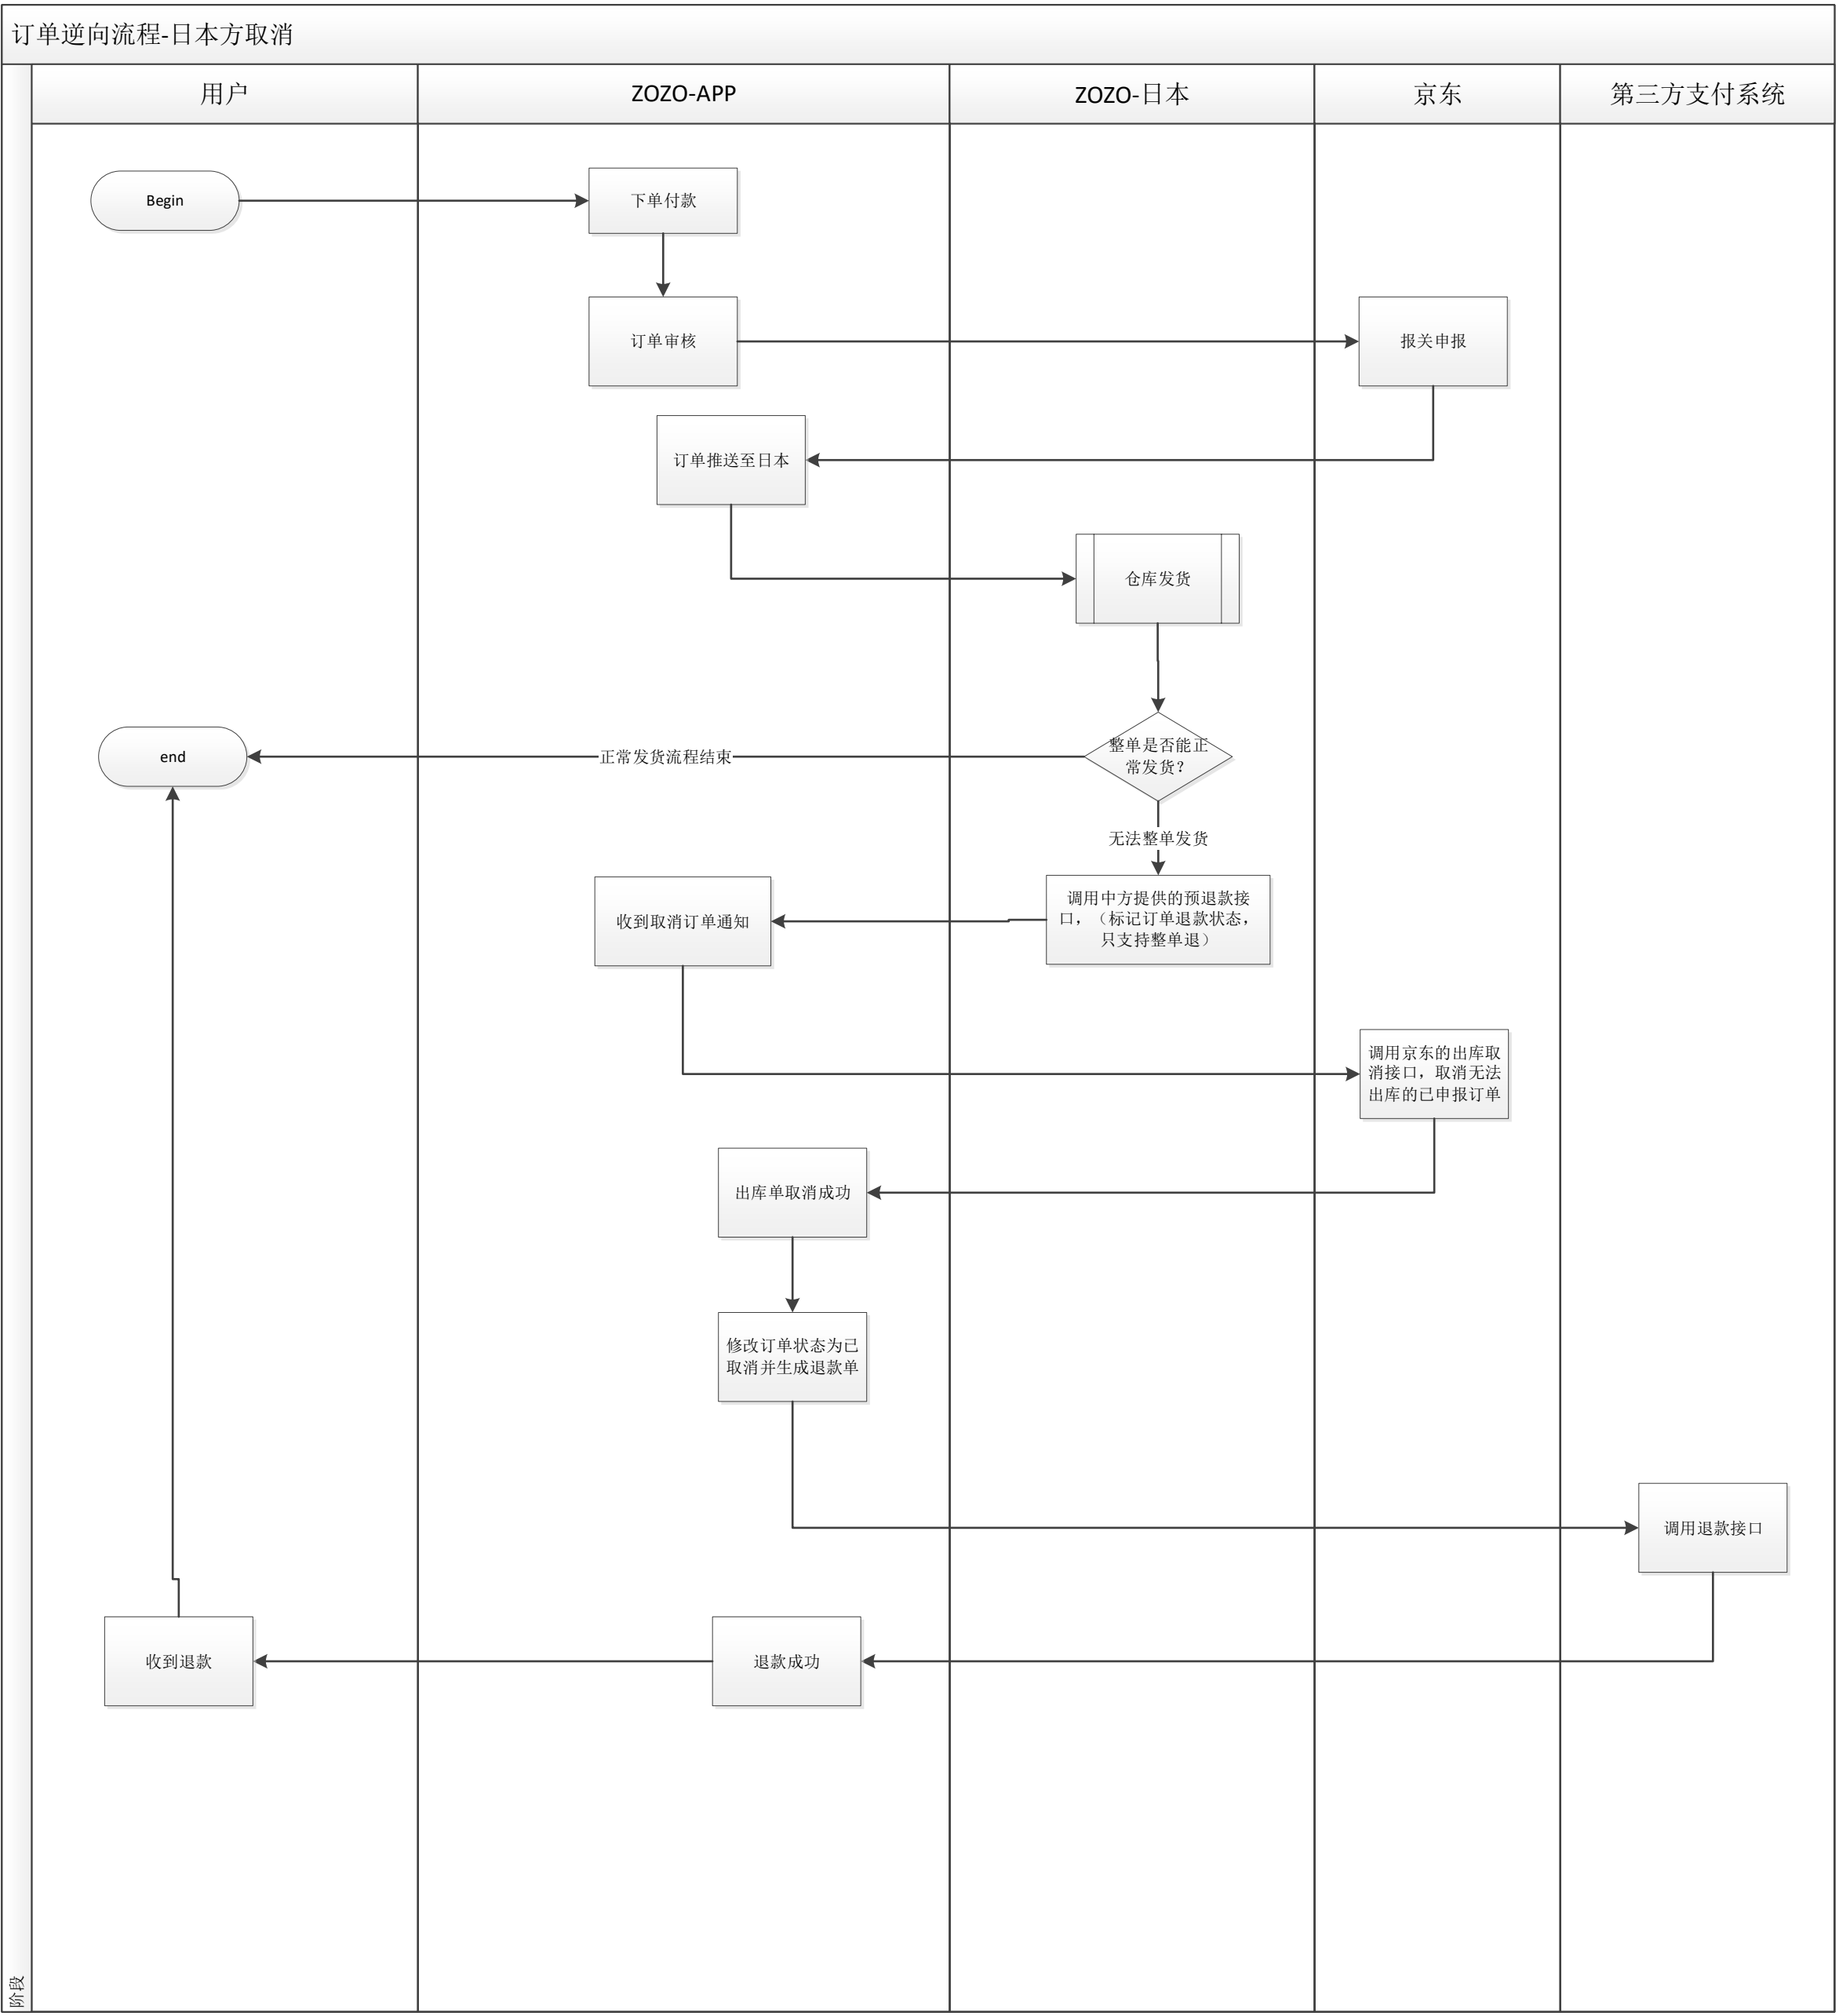 订单逆向流程-日本方取消
用户
ZOZO-APP
ZOZO-日本
京东
第三方支付系统
Begin
下单付款
订单审核
报关申报
订单推送至日本
仓库发货
整单是否能正
常发货？
正常发货流程结束
end
无法整单发货
调用中方提供的预退款接
口，（标记订单退款状态，
只支持整单退）
收到取消订单通知
调用京东的出库取
消接口，取消无法
出库的已申报订单
出库单取消成功
修改订单状态为已
取消并生成退款单
调用退款接口
退款成功
收到退款
阶段